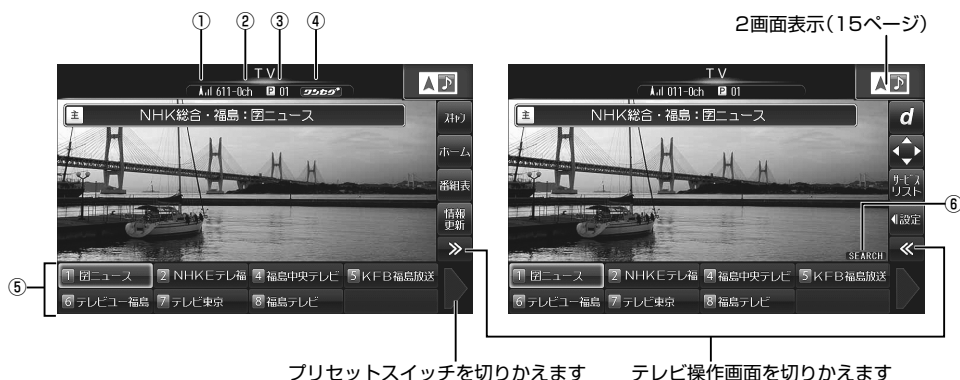 ① ② ③ ④
2画面表示(15ページ)
TV
611-0ch P 01 ワンセグ
主 NHK総合・福島:字ニュース
スキャン
ホーム
番組表
情報更新
1 字ニュース 2 NHKEテレ福 4 福島中央テレビ 5 KFB福島放送
6 テレビユー福島 7 テレビ東京 8 福島テレビ
⑤
TV
011-0ch P 01
主 NHK総合・福島:字ニュース
d
サービスリスト
設定
SEARCH
⑥
1 字ニュース 2 NHKEテレ福 4 福島中央テレビ 5 KFB福島放送
6 テレビユー福島 7 テレビ東京 8 福島テレビ
プリセットスイッチを切りかえます
テレビ操作画面を切りかえます